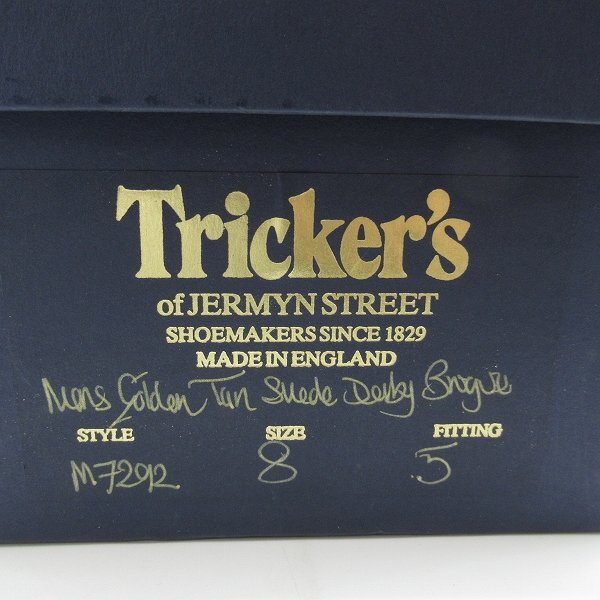 Tricker's
of JERMYN STREET
SHOEMAKERS SINCE 1829
MADE IN ENGLAND
Mens Golden Tan Suede Derby Brogue
STYLE SIZE FITTING
M7292 8 5